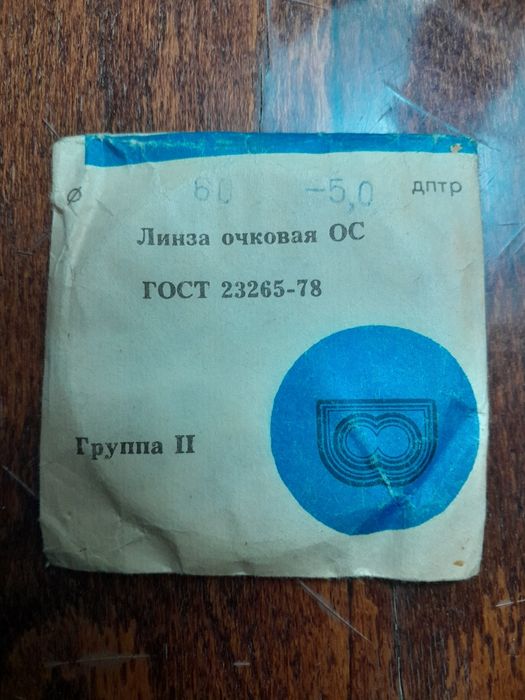 ⌀ 60 -5,0 дптр
Линза очковая ОС
ГОСТ 23265-78
Группа II